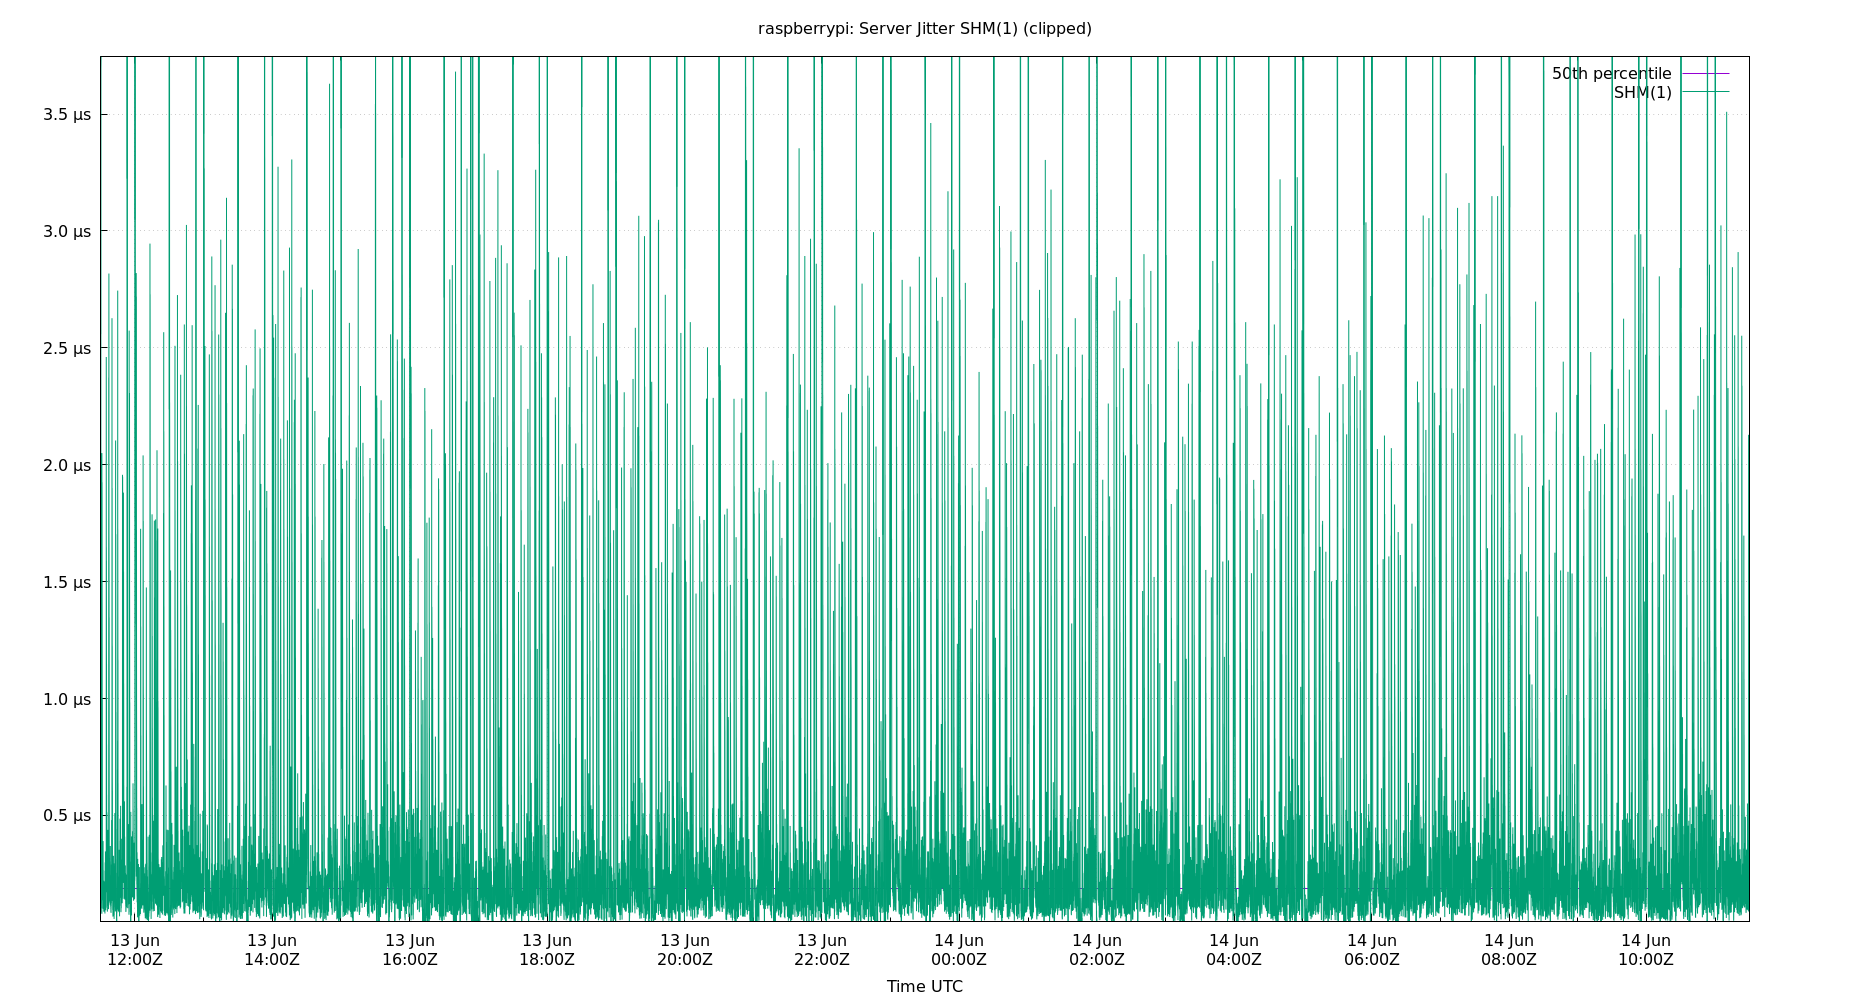 raspberrypi: Server Jitter SHM(1) (clipped)
50th percentile
SHM(1)
3.5 µs
3.0 µs
2.5 µs
2.0 µs
1.5 µs
1.0 µs
0.5 µs
13 Jun 13 Jun 13 Jun 13 Jun 13 Jun 13 Jun 14 Jun 14 Jun 14 Jun 14 Jun 14 Jun 14 Jun
12:00Z 14:00Z 16:00Z 18:00Z 20:00Z 22:00Z 00:00Z 02:00Z 04:00Z 06:00Z 08:00Z 10:00Z
Time UTC